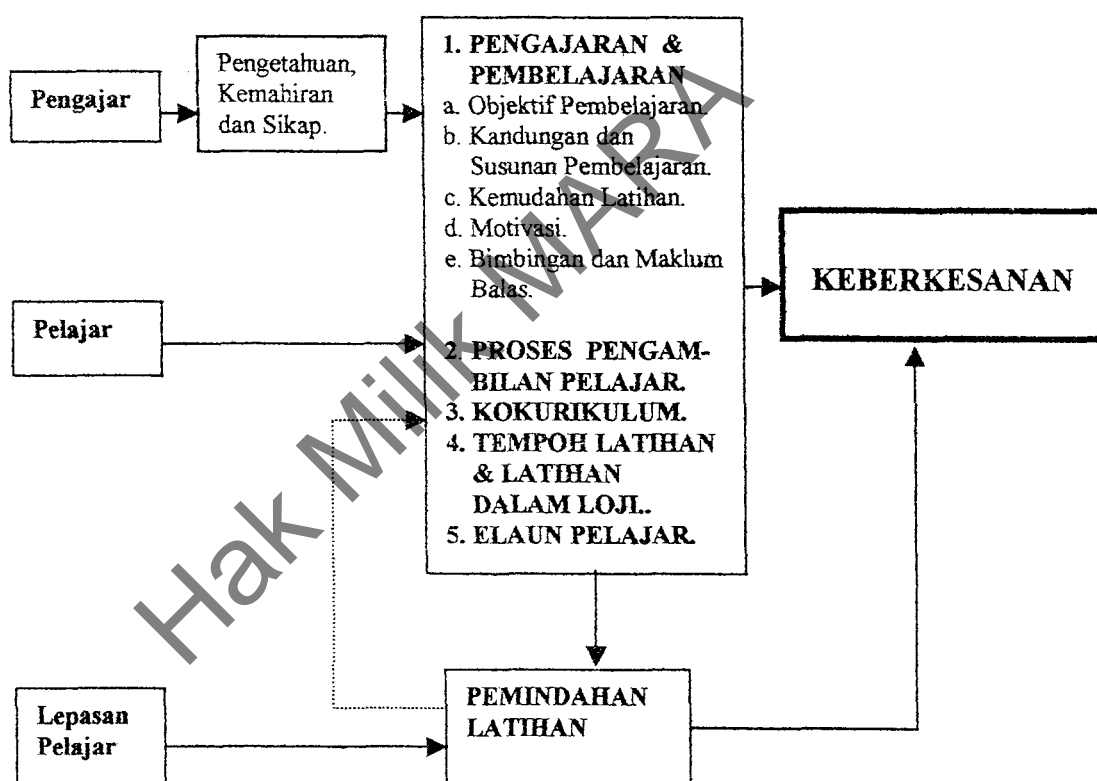 Pengajar
Pengetahuan,
Kemahiran
dan Sikap.
1. PENGAJARAN &
PEMBELAJARAN
a. Objektif Pembelajaran.
b. Kandungan dan
Susunan Pembelajaran.
c. Kemudahan Latihan.
d. Motivasi.
e. Bimbingan dan Maklum
Balas.
2. PROSES PENGAM-
BILAN PELAJAR.
3. KOKURIKULUM.
4. TEMPOH LATIHAN
& LATIHAN
DALAM LOJI..
5. ELAUN PELAJAR.
KEBERKESANAN
Pelajar
Lepasan
Pelajar
PEMINDAHAN
LATIHAN
Hak Milik MARA